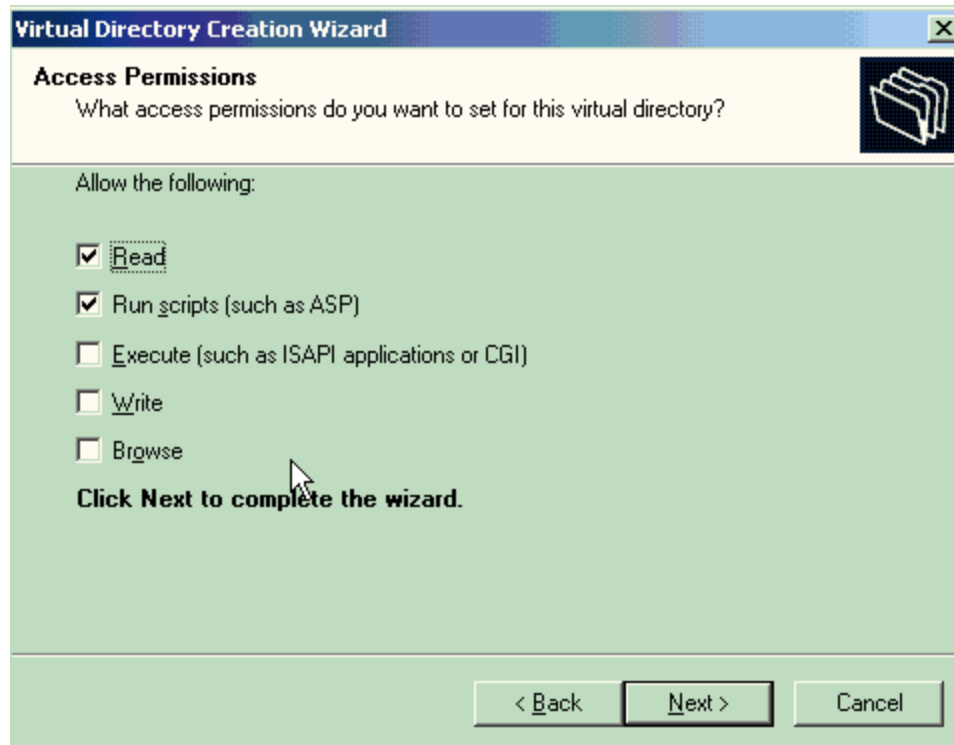 Virtual Directory Creation Wizard
Access Permissions
What access permissions do you want to set for this virtual directory?
Allow the following:
Read
Run scripts (such as ASP)
Execute (such as ISAPI applications or CGI)
Write
Browse
Click Next to complete the wizard.
< Back Next > Cancel